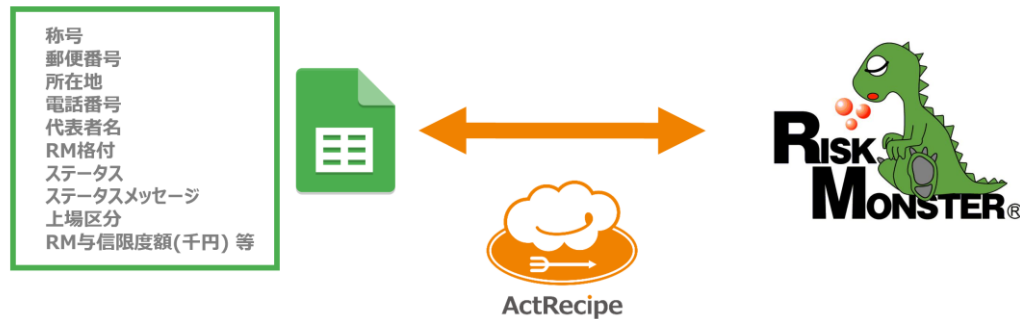 称号
郵便番号
所在地
電話番号
代表者名
RM格付
ステータス
ステータスメッセージ
上場区分
RM与信限度額(千円) 等
RISK
MONSTER®
ActRecipe